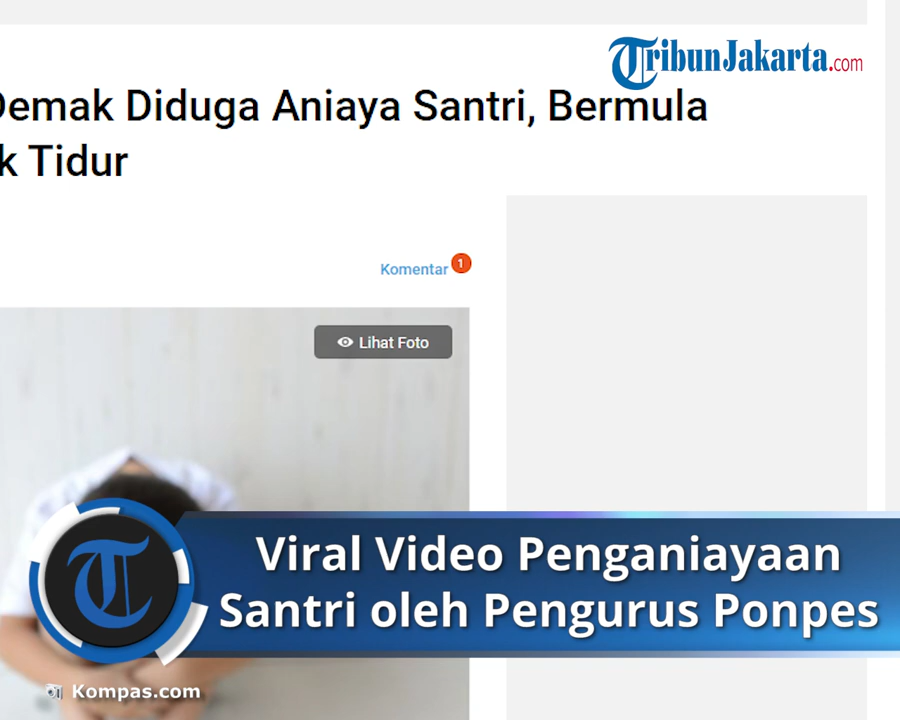 TribunJakarta.com
Demak Diduga Aniaya Santri, Bermula
k Tidur
Komentar 1
Lihat Foto
Viral Video Penganiayaan
Santri oleh Pengurus Ponpes
Kompas.com